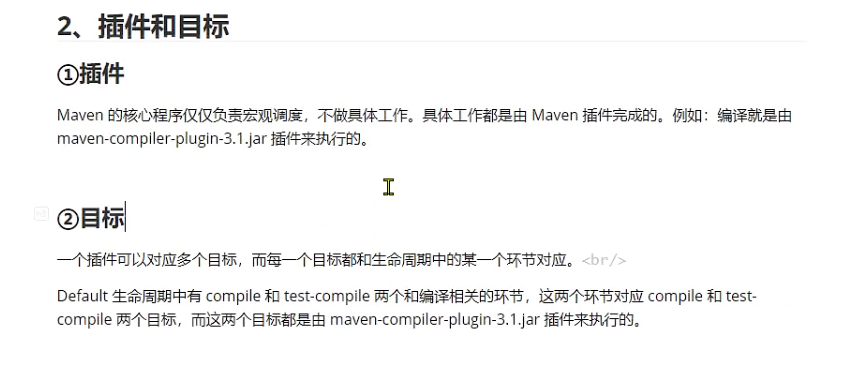 2、插件和目标
①插件
Maven 的核心程序仅仅负责宏观调度，不做具体工作。具体工作都是由 Maven 插件完成的。例如：编译就是由
maven-compiler-plugin-3.1.jar 插件来执行的。
②目标
一个插件可以对应多个目标，而每一个目标都和生命周期中的某一个环节对应。<br/>
Default 生命周期中有 compile 和 test-compile 两个和编译相关的环节，这两个环节对应 compile 和 test-
compile 两个目标，而这两个目标都是由 maven-compiler-plugin-3.1.jar 插件来执行的。